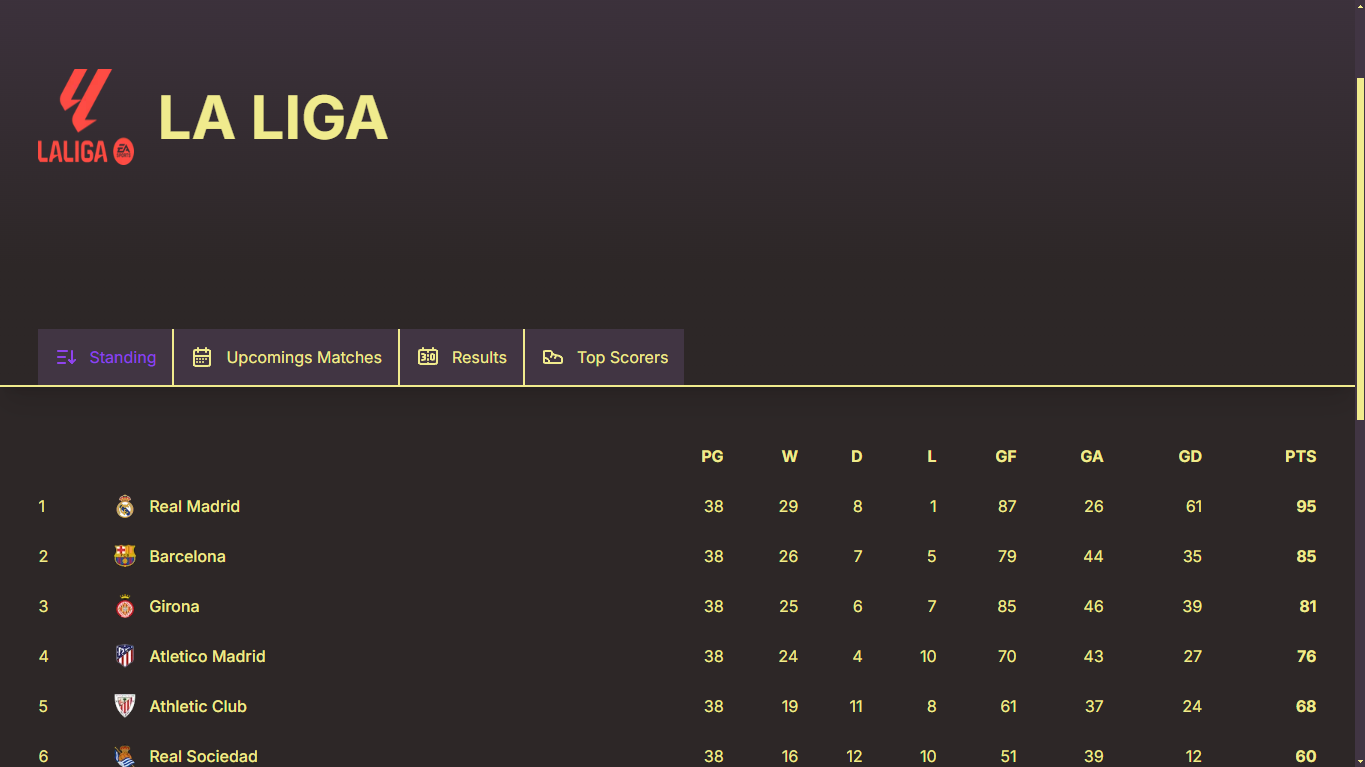 LALIGA EA SPORTS
LA LIGA
Standing Upcomings Matches Results Top Scorers
PG W D L GF GA GD PTS
1 Real Madrid 38 29 8 1 87 26 61 95
2 Barcelona 38 26 7 5 79 44 35 85
3 Girona 38 25 6 7 85 46 39 81
4 Atletico Madrid 38 24 4 10 70 43 27 76
5 Athletic Club 38 19 11 8 61 37 24 68
6 Real Sociedad 38 16 12 10 51 39 12 60